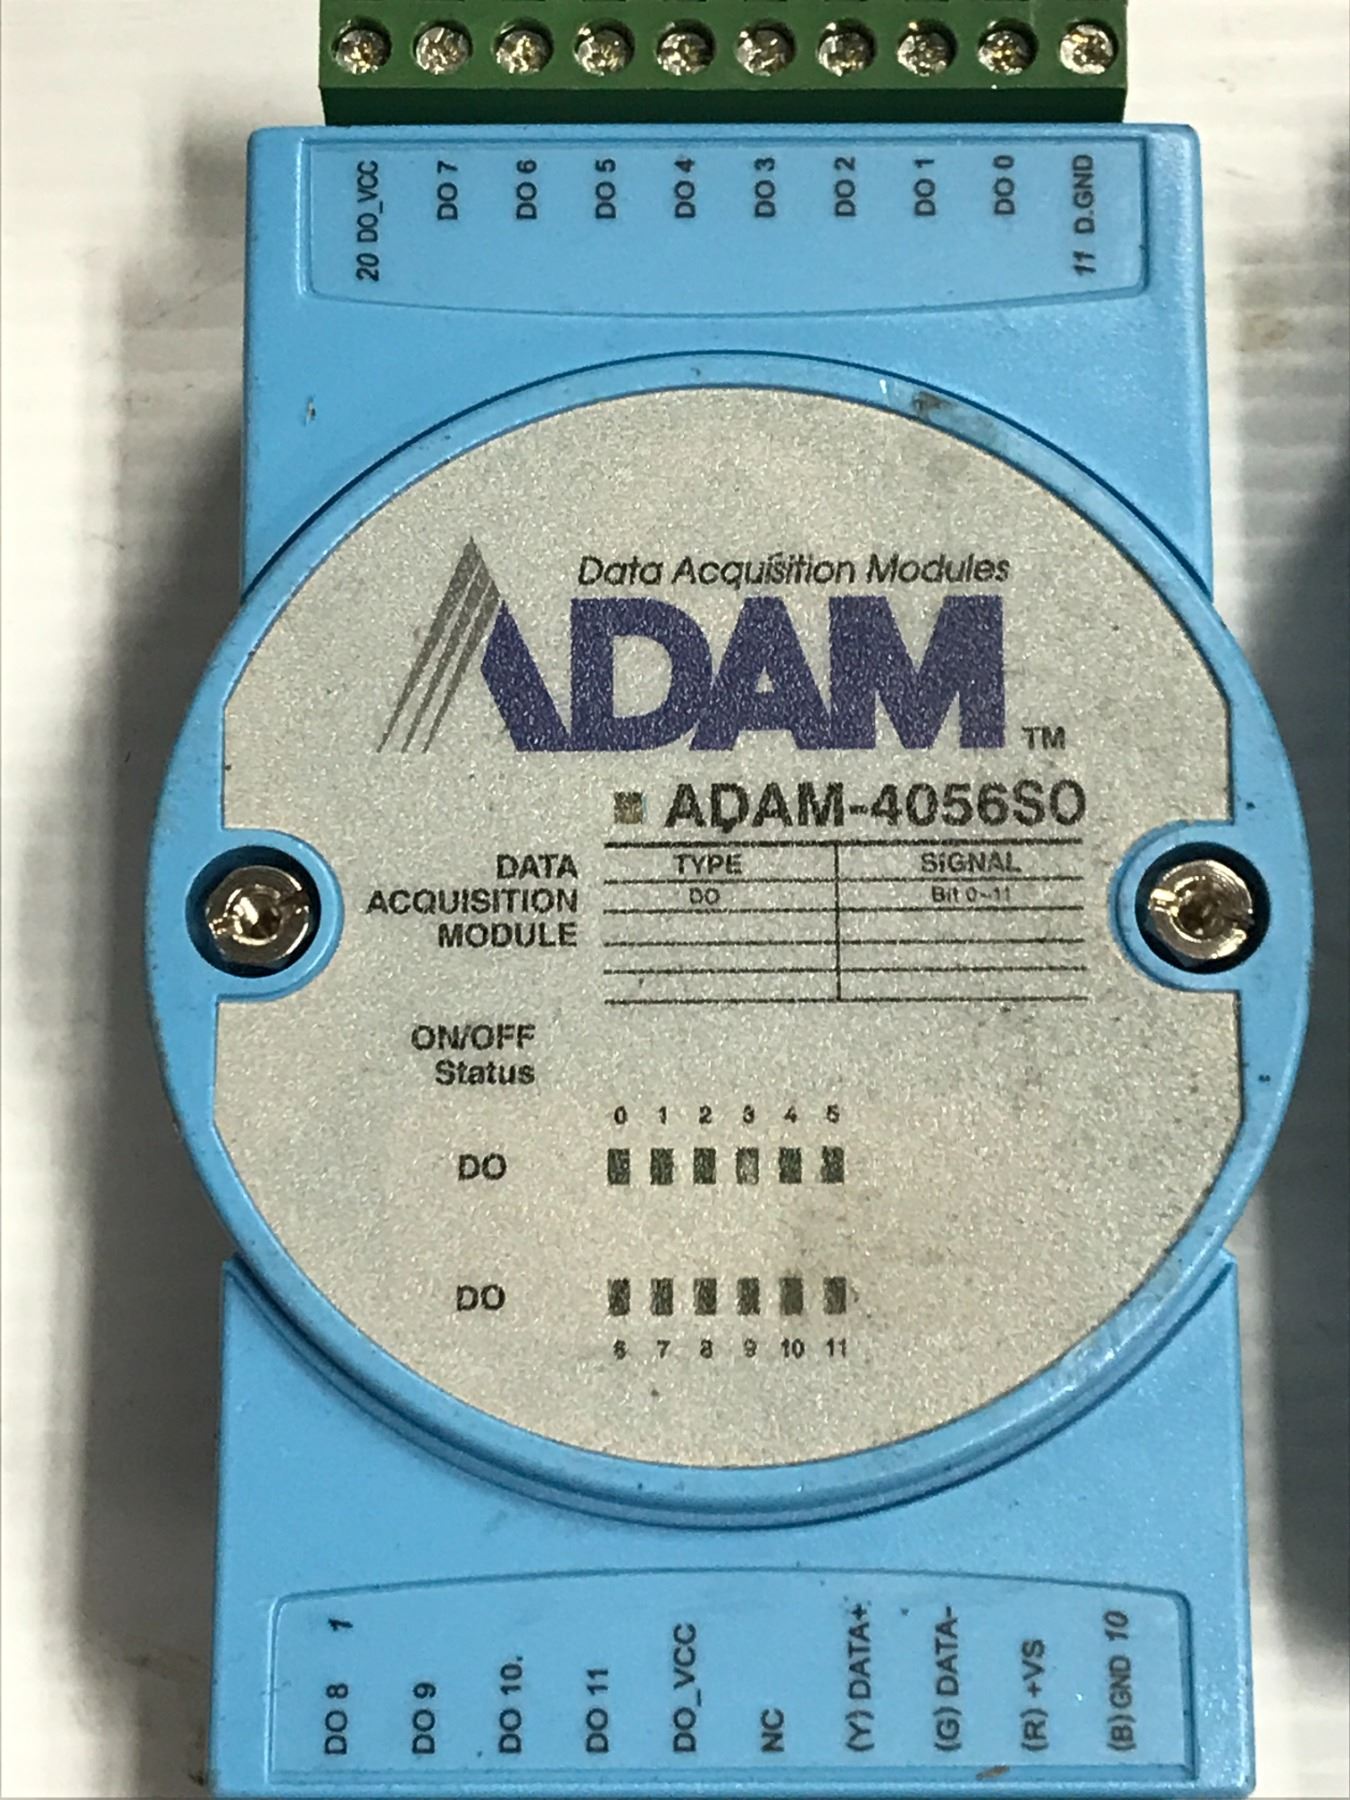 20 DO_VCC
DO 7
DO 6
DO 5
DO 4
DO 3
DO 2
DO 1
DO 0
11 D.GND
Data Acquisition Modules
ADAM TM
ADAM-4056SO
DATA ACQUISITION MODULE
TYPE SIGNAL
DO Bit 0~11
ON/OFF
Status
0 1 2 3 4 5
DO
DO
6 7 8 9 10 11
DO 8 1
DO 9
DO 10.
DO 11
DO_VCC
NC
(Y) DATA+
(G) DATA-
(R) +VS
(B) GND 10